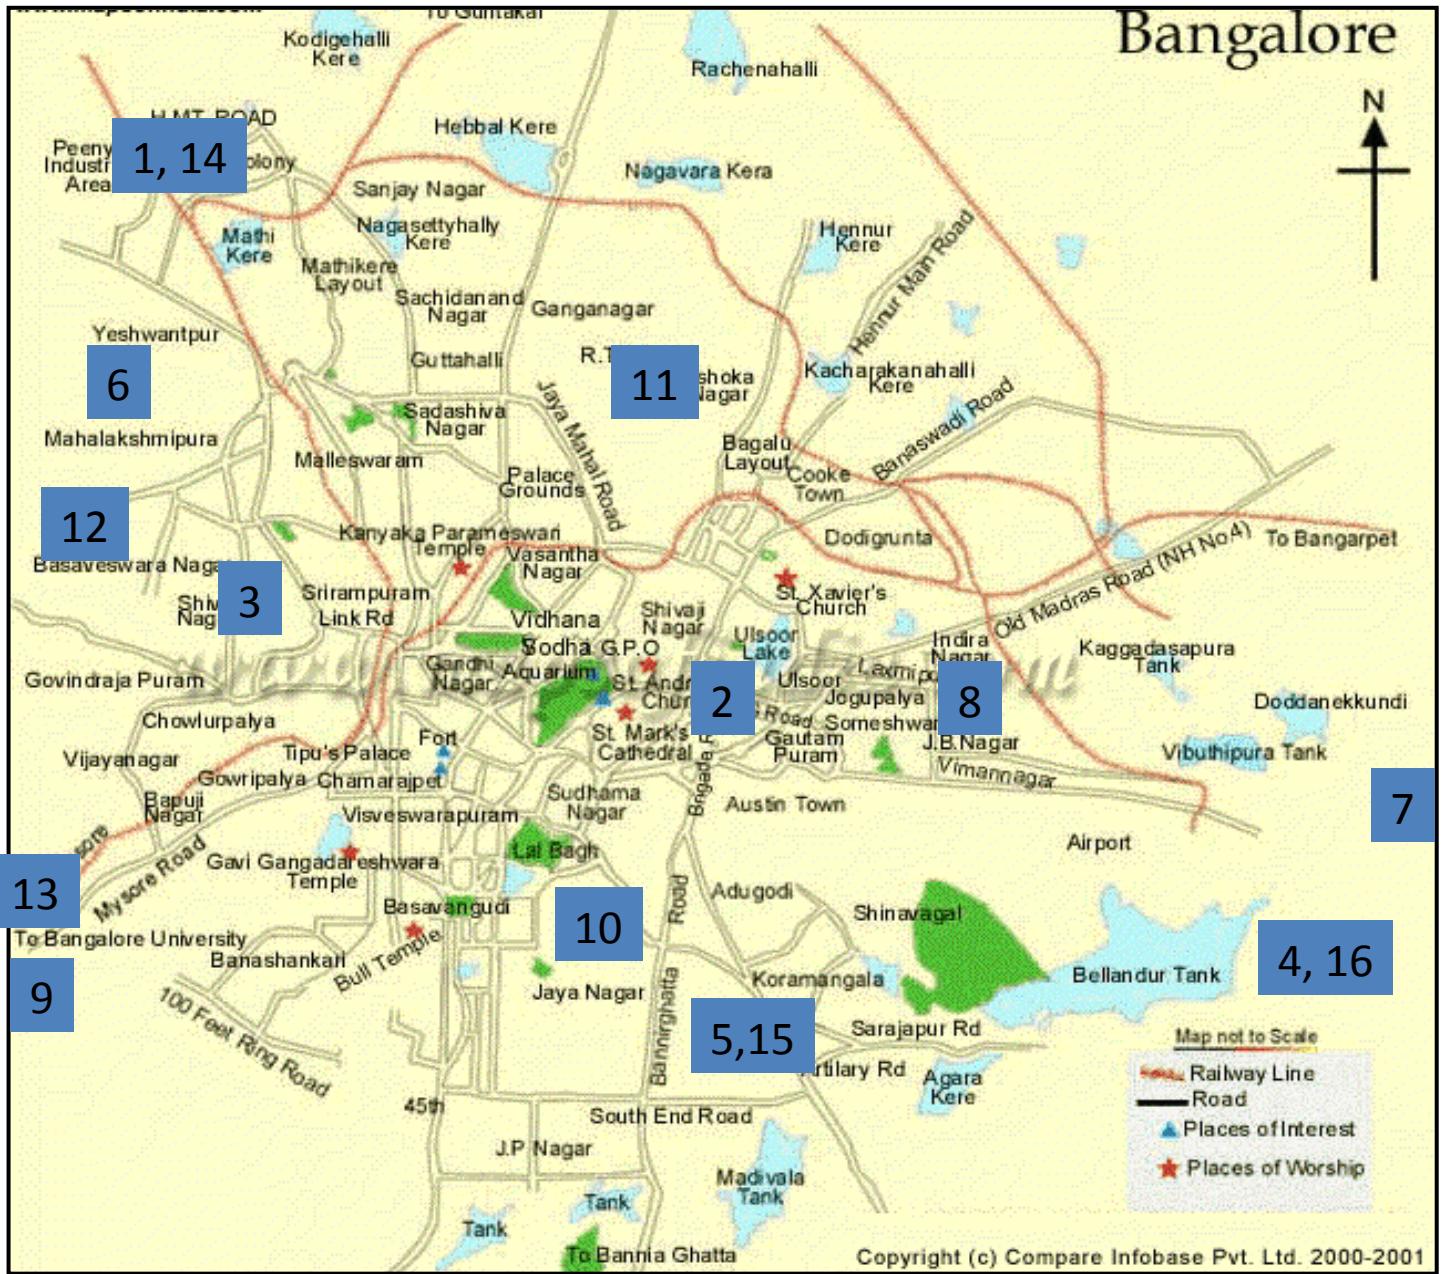 To Guntakal
Bangalore
Kodigehalli
Kere
Rachenahalli
N
H.M.T. ROAD
Hebbal Kere
1, 14
Nagavara Kera
Area
Sanjay Nagar
Nagasettyhally
Kere
Mathi
Kere
Hennur
Kere
Hennur Main Road
Mathikere
Layout
Sachidanand
Nagar
Ganganagar
Yeshwantpur
Guttahalli
6
11
Kacharakanahalli
Kere
Jaya Mahal Road
Sadashiva
Nagar
Banaswadi Road
Mahalakshmipura
Malleswaram
Bagalu
Layout
Palace
Grounds
Cooke
Town
12
Kanyaka Parameswari
Temple
Vasantha
Nagar
Dodigrunta
To Bangarpet
Old Madras Road (NH No.4)
Basaveswara
3
Srirampuram
Link Rd
St. Xavier's
Church
Vidhana
Sodha
G.P.O
Shivaji
Nagar
Ulsoor
Lake
Indira
Nagar
Kaggadasapura
Tank
Govindraja Puram
Gandhi
Nagar
Aquarium
Ulsoor
Jogupalya
2
8
Doddanekkundi
Chowlurpalya
St. Mark's
Cathedral
Road
Gautam
Puram
J.B.Nagar
Vibuthipura Tank
Vijayanagar
Tipu's Palace
Fort
Gowripalya
Chamarajpet
Vimannagar
7
Bapuji
Nagar
Visveswarapuram
Sudhama
Nagar
Brigada
Austin Town
Airport
Mysore Road
Gavi Gangadareshwara
Temple
Lal Bagh
13
Adugodi
Shinavagal
Basavangudi
10
To Bangalore University
Banashankari
Bull Temple
4, 16
Koramangala
Bellandur Tank
9
Jaya Nagar
100 Feet Ring Road
Bannirghatta Road
5,15
Sarajapur Rd
Map not to Scale
Rd
Agara
Kere
Railway Line
Road
45th
South End Road
Places of Interest
J.P Nagar
Places of Worship
Madivala
Tank
Tank
Tank
To Bannia Ghatta
Copyright (c) Compare Infobase Pvt. Ltd. 2000-2001